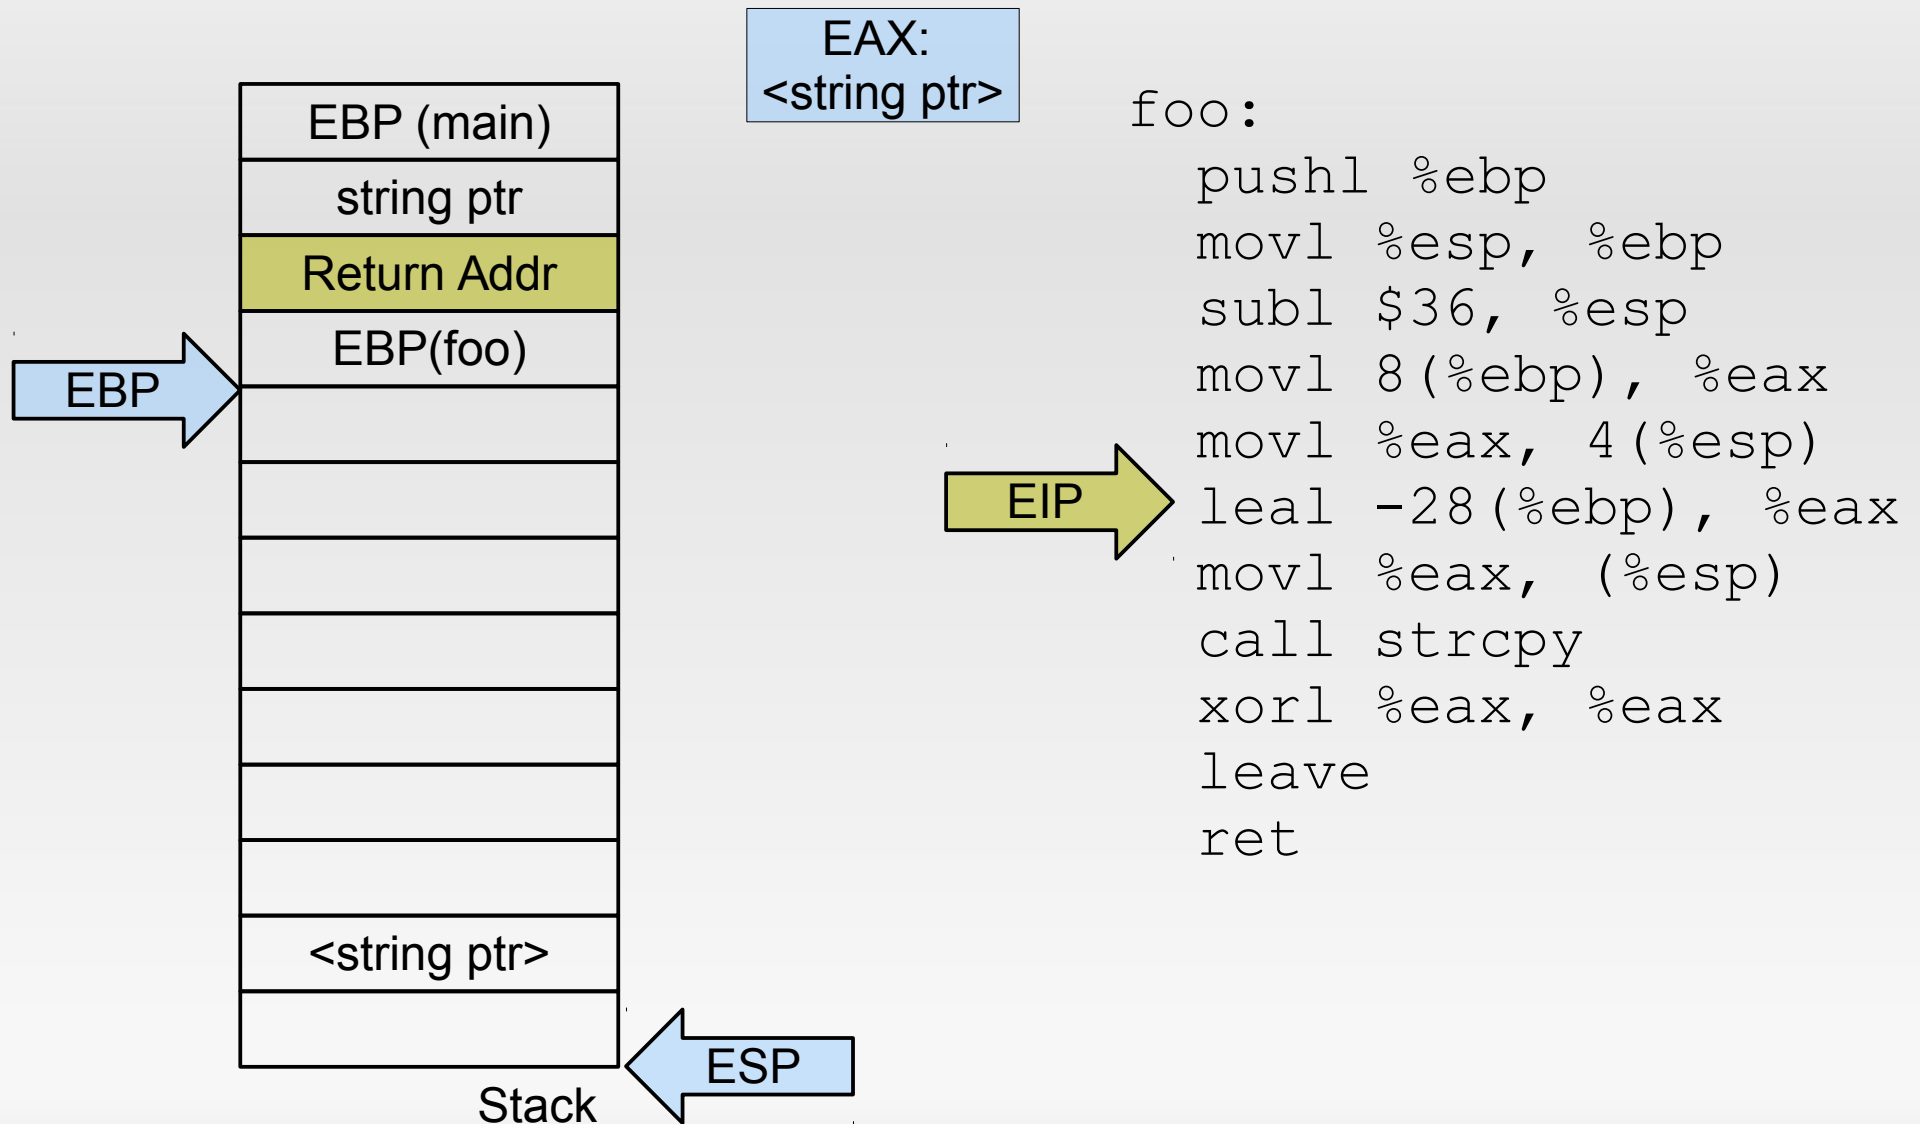 EAX:
<string ptr>
EBP (main)
string ptr
Return Addr
EBP(foo)
<string ptr>
Stack
EBP
ESP
EIP
foo:
pushl %ebp
movl %esp, %ebp
subl $36, %esp
movl 8(%ebp), %eax
movl %eax, 4(%esp)
leal -28(%ebp), %eax
movl %eax, (%esp)
call strcpy
xorl %eax, %eax
leave
ret